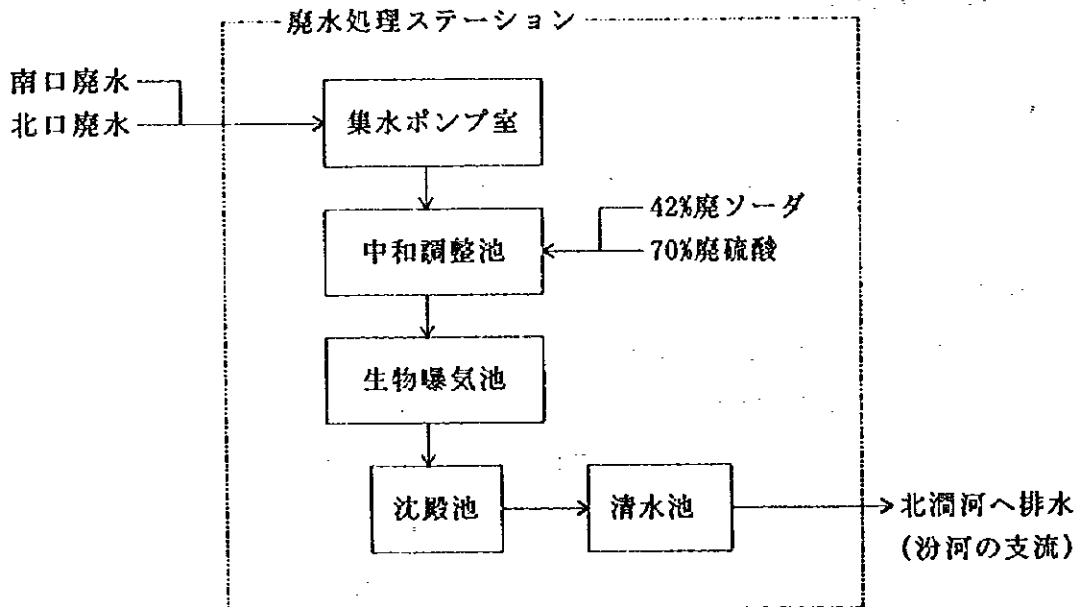 廃水処理ステーション
南口廃水
北口廃水
集水ポンプ室
42%廃ソーダ
中和調整池
70%廃硫酸
生物曝気池
沈殿池
清水池
北澗河へ排水
(汾河の支流)